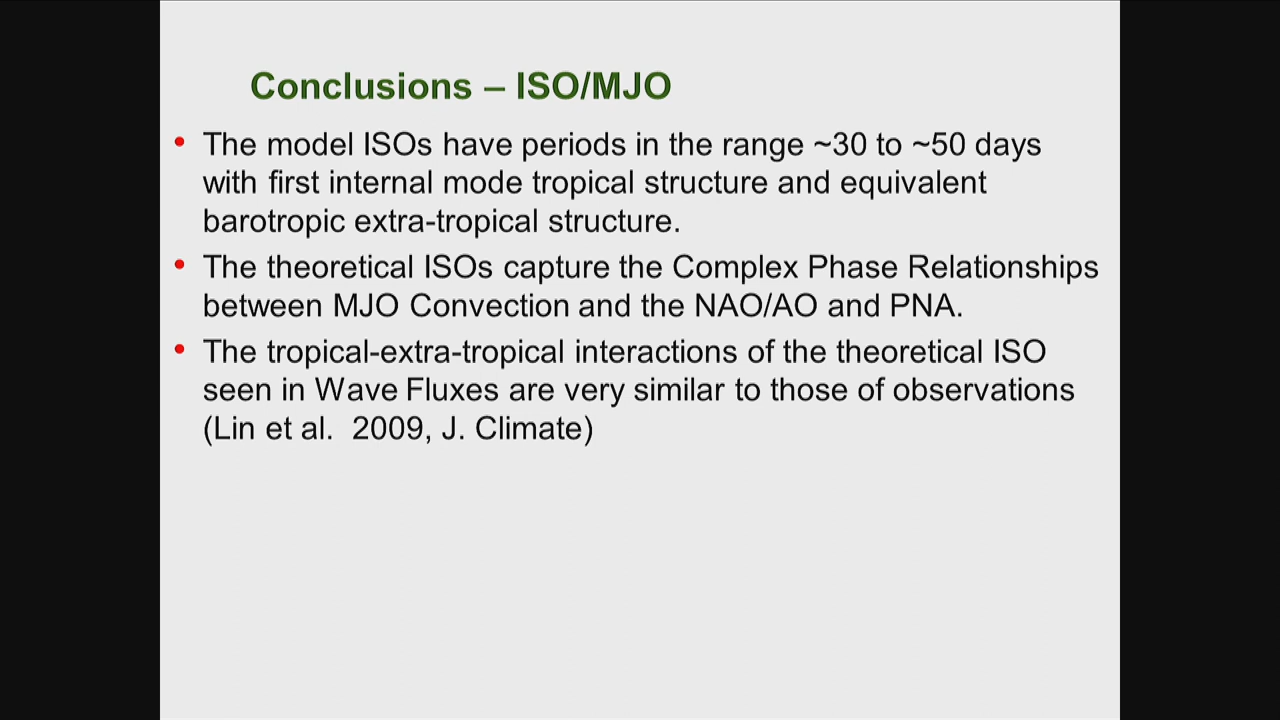 Conclusions – ISO/MJO
• The model ISOs have periods in the range ~30 to ~50 days
with first internal mode tropical structure and equivalent
barotropic extra-tropical structure.
• The theoretical ISOs capture the Complex Phase Relationships
between MJO Convection and the NAO/AO and PNA.
• The tropical-extra-tropical interactions of the theoretical ISO
seen in Wave Fluxes are very similar to those of observations
(Lin et al.  2009, J. Climate)